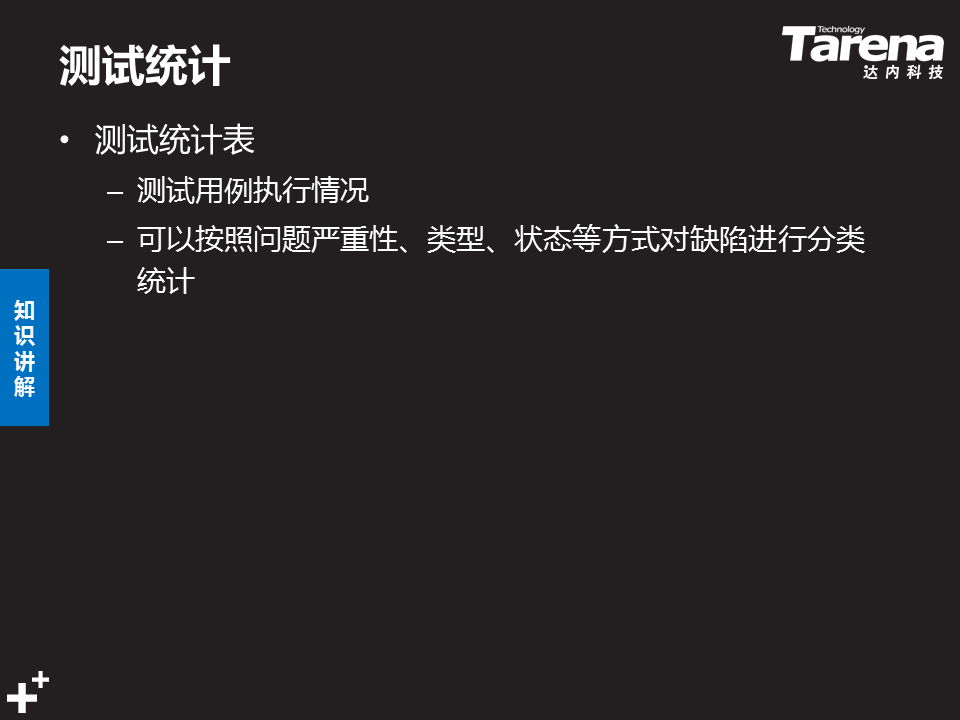 测试统计
Technology
Tarena
达内科技
• 测试统计表
– 测试用例执行情况
– 可以按照问题严重性、类型、状态等方式对缺陷进行分类
统计
知
识
讲
解